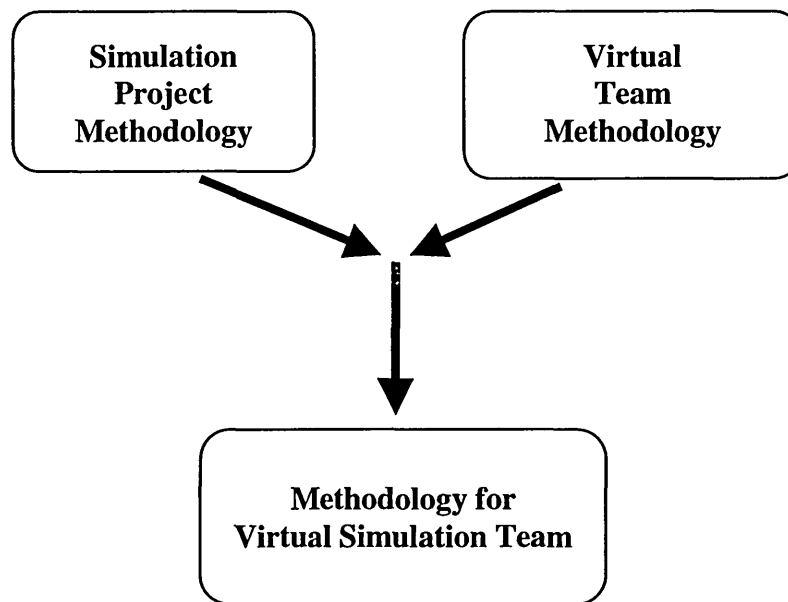 Simulation
Project
Methodology
Virtual
Team
Methodology
Methodology for
Virtual Simulation Team